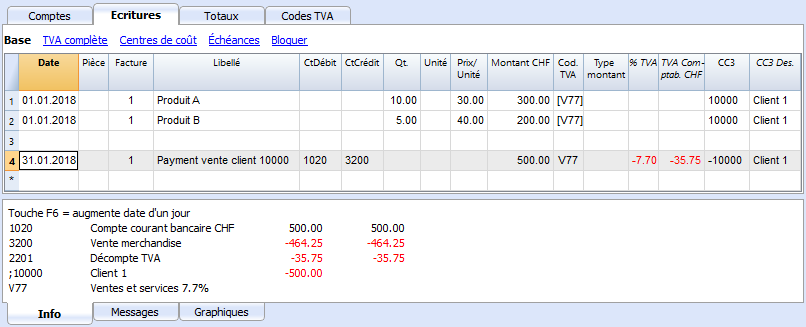 Comptes Ecritures Totaux Codes TVA
Base TVA complète Centres de coût Échéances Bloquer
Date Pièce Facture Libellé CtDébit CtCrédit Qt. Unité Prix/ Unité Montant CHF Cod. TVA Type montant % TVA TVA Com- ptab. CHF CC3 CC3 Des.
1 01.01.2018 1 Produit A 10.00 30.00 300.00 [V77] 10000 Client 1
2 01.01.2018 1 Produit B 5.00 40.00 200.00 [V77] 10000 Client 1
3
4 31.01.2018 1 Payment vente client 10000 1020 3200 500.00 V77 -7.70 -35.75 -10000 Client 1
*
Touche F6 = augmente date d'un jour
1020 Compte courant bancaire CHF 500.00 500.00
3200 Vente merchandise -464.25 -464.25
2201 Décompte TVA -35.75 -35.75
;10000 Client 1 -500.00
V77 Ventes et services 7.7%
Info Messages Graphiques